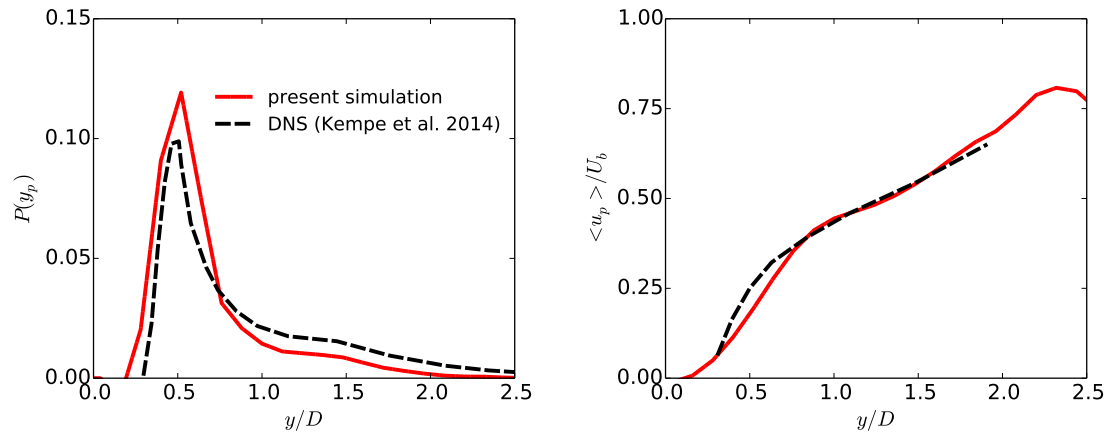 0.15
0.10
0.05
0.00
P(y_p)
present simulation
DNS (Kempe et al. 2014)
0.0 0.5 1.0 1.5 2.0 2.5
y/D
1.00
0.75
0.50
0.25
0.00
<u_p>/U_b
0.0 0.5 1.0 1.5 2.0 2.5
y/D